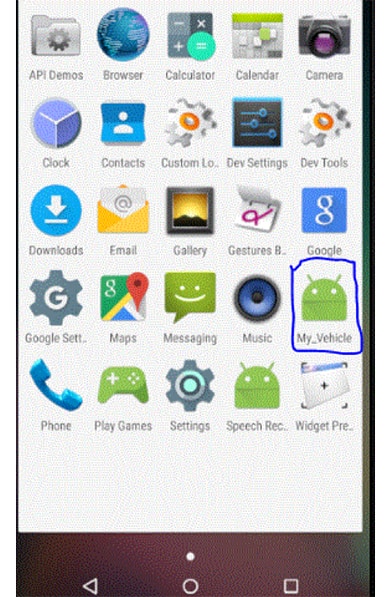 API Demos Browser Calculator Calendar Camera
Clock Contacts Custom Lo.. Dev Settings Dev Tools
Downloads Email Gallery Gestures B.. Google
Google Sett.. Maps Messaging Music My_Vehicle
Phone Play Games Settings Speech Rec.. Widget Pre..